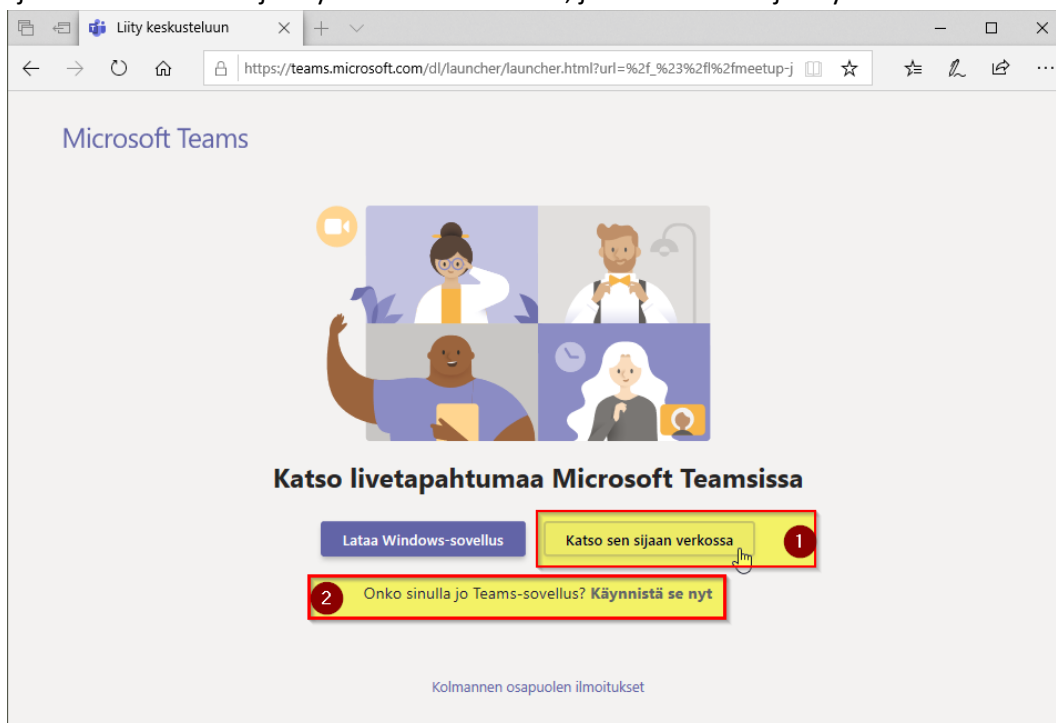 Liity keskusteluun
https://teams.microsoft.com/dl/launcher/launcher.html?url=%2f_%23%2fl%2fmeetup-j
Microsoft Teams
Katso livetapahtumaa Microsoft Teamsissa
Lataa Windows-sovellus
Katso sen sijaan verkossa
1
2
Onko sinulla jo Teams-sovellus? Käynnistä se nyt
Kolmannen osapuolen ilmoitukset